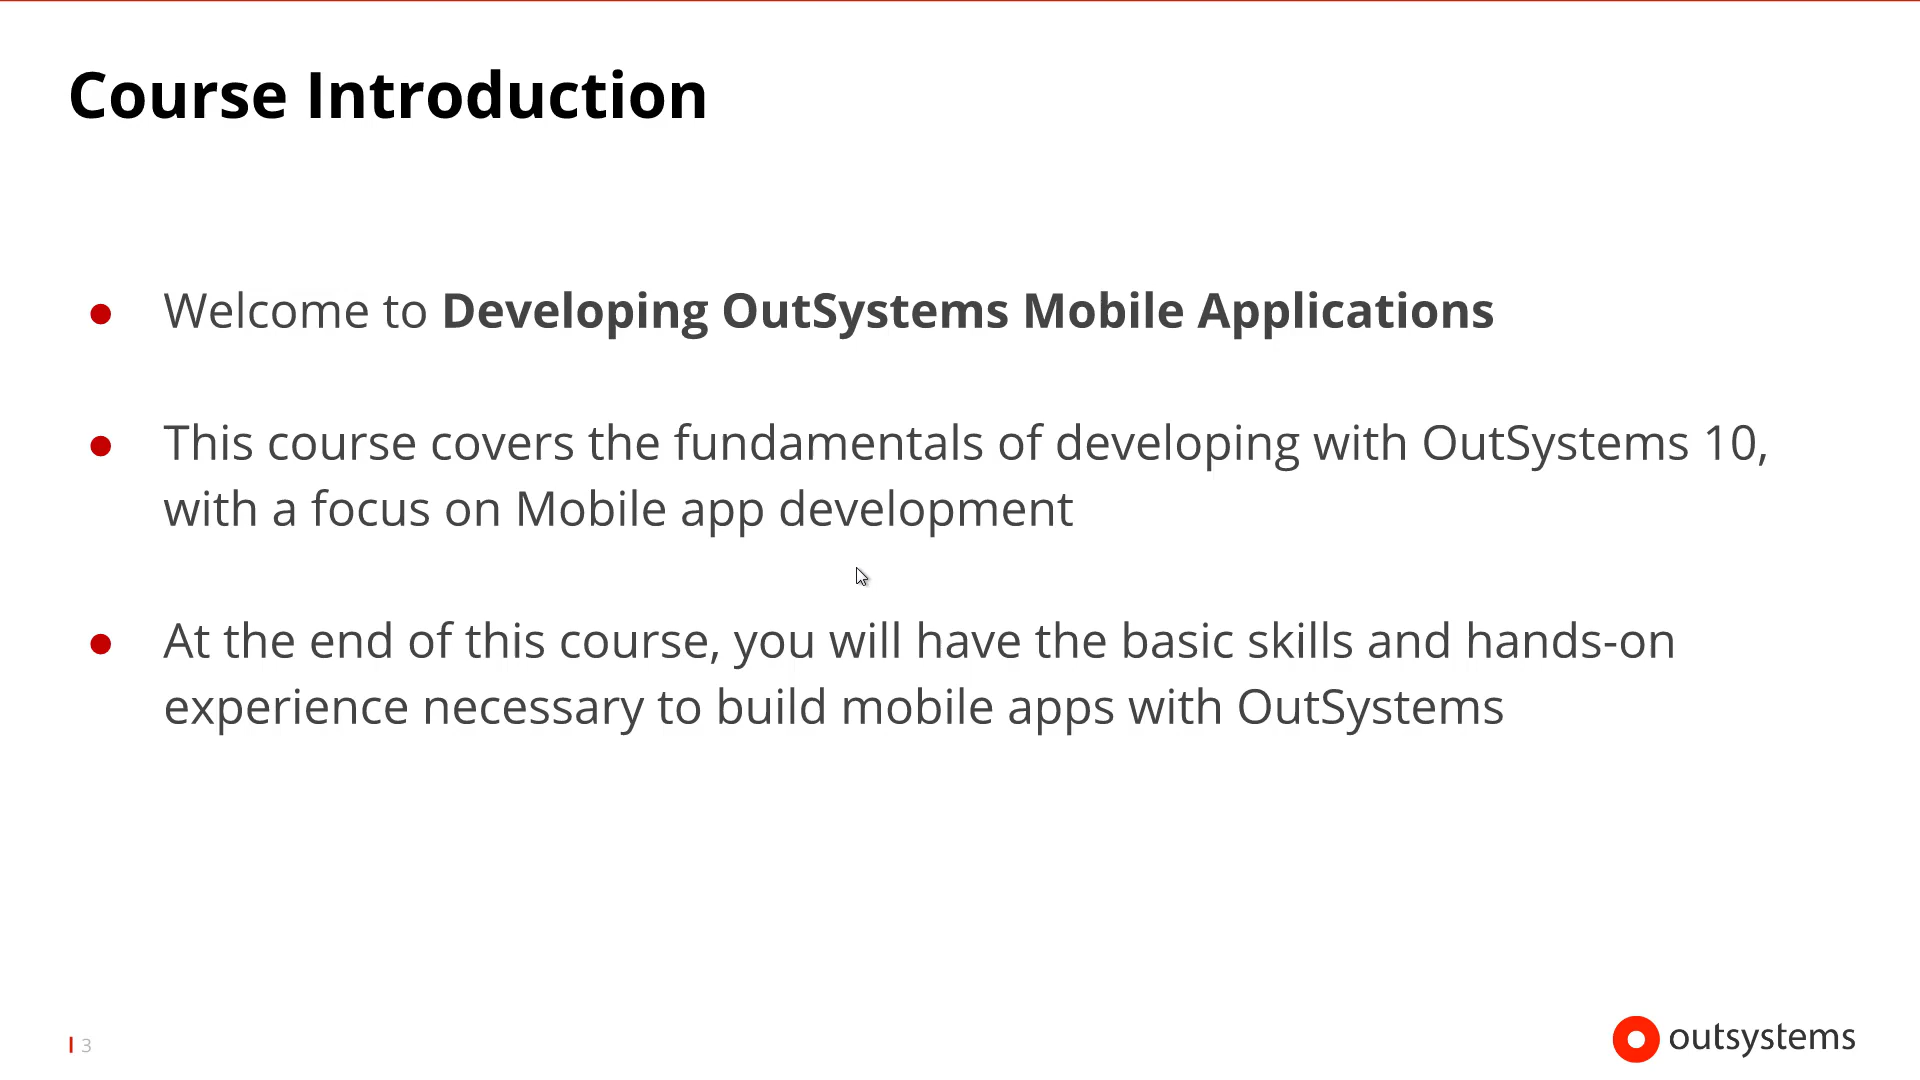 Course Introduction
● Welcome to Developing OutSystems Mobile Applications
● This course covers the fundamentals of developing with OutSystems 10,
with a focus on Mobile app development
● At the end of this course, you will have the basic skills and hands-on
experience necessary to build mobile apps with OutSystems
3
outsystems